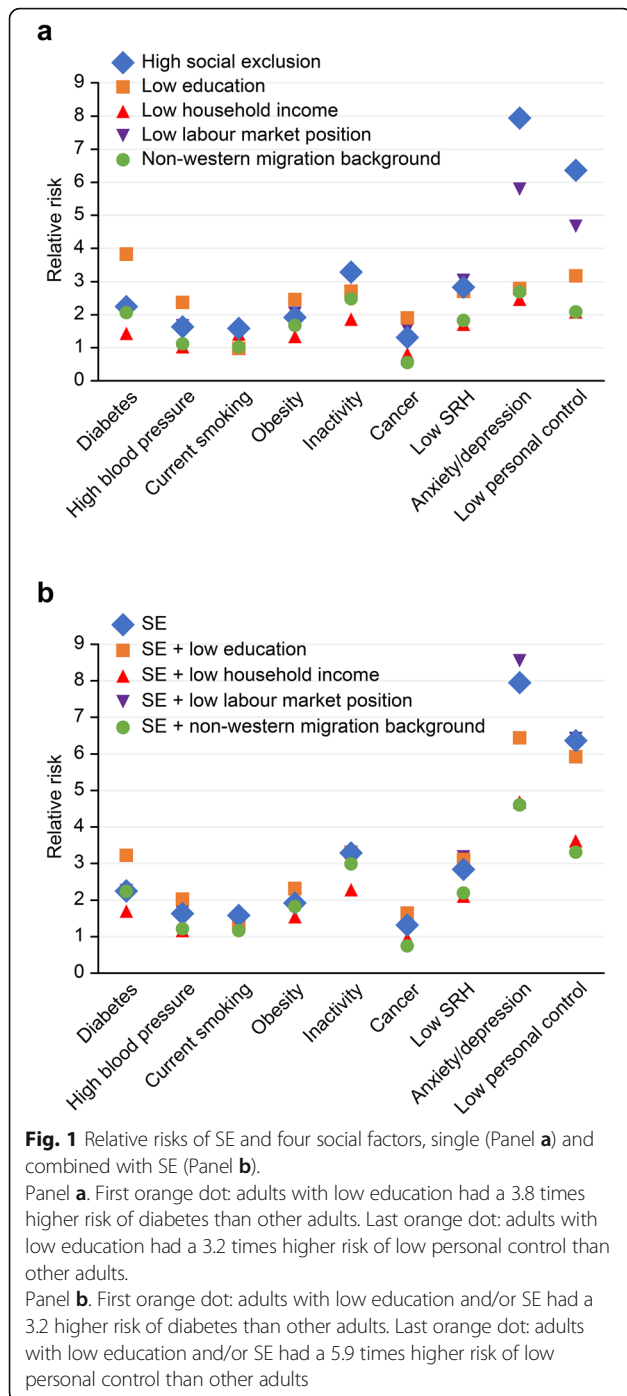 a
High social exclusion
Low education
Low household income
Low labour market position
Non-western migration background
9
8
7
6
5
4
3
2
1
0
Relative risk
Diabetes
High blood pressure
Current smoking
Obesity
Inactivity
Cancer
Low SRH
Anxiety/depression
Low personal control
b
SE
SE + low education
SE + low household income
SE + low labour market position
SE + non-western migration background
9
8
7
6
5
4
3
2
1
0
Relative risk
Diabetes
High blood pressure
Current smoking
Obesity
Inactivity
Cancer
Low SRH
Anxiety/depression
Low personal control
Fig. 1 Relative risks of SE and four social factors, single (Panel a) and
combined with SE (Panel b).
Panel a. First orange dot: adults with low education had a 3.8 times
higher risk of diabetes than other adults. Last orange dot: adults with
low education had a 3.2 times higher risk of low personal control than
other adults.
Panel b. First orange dot: adults with low education and/or SE had a
3.2 higher risk of diabetes than other adults. Last orange dot: adults
with low education and/or SE had a 5.9 times higher risk of low
personal control than other adults